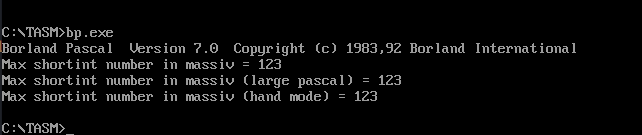 C:\TASM>bp.exe
Borland Pascal  Version 7.0  Copyright (c) 1983,92 Borland International
Max shortint number in massiv = 123
Max shortint number in massiv (large pascal) = 123
Max shortint number in massiv (hand mode) = 123
C:\TASM>_